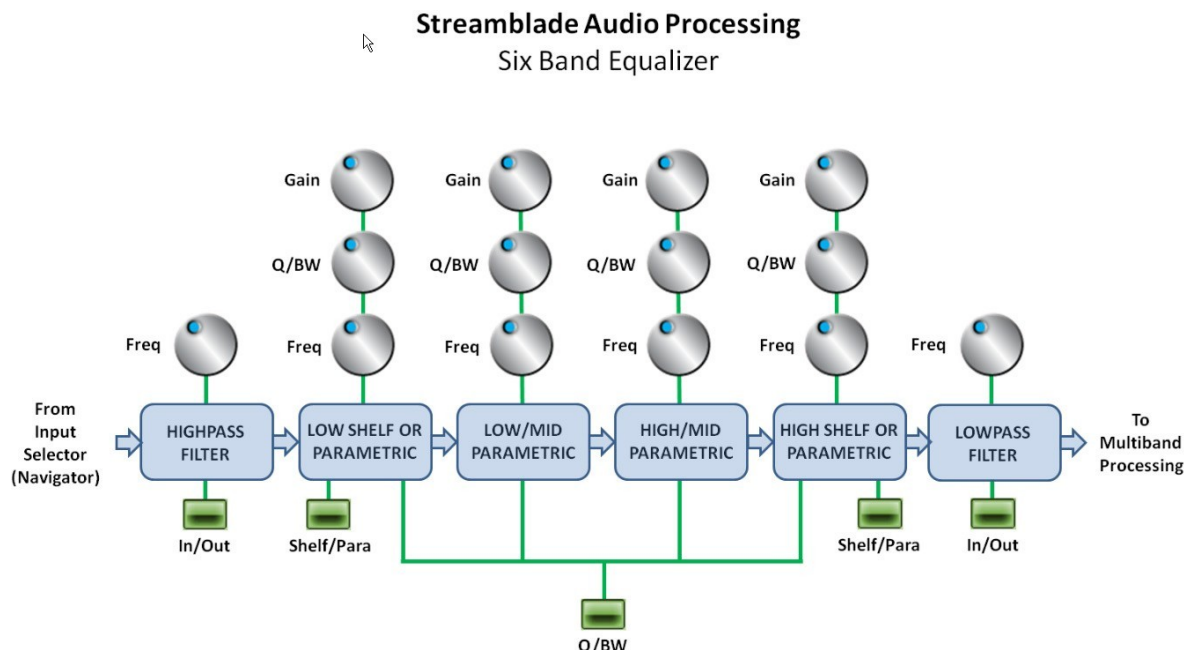 Streamblade Audio Processing
Six Band Equalizer
Gain
Gain
Gain
Gain
Q/BW
Q/BW
Q/BW
Q/BW
Freq
Freq
Freq
Freq
Freq
Freq
From
Input
Selector
(Navigator)
HIGHPASS
FILTER
LOW SHELF OR
PARAMETRIC
LOW/MID
PARAMETRIC
HIGH/MID
PARAMETRIC
HIGH SHELF OR
PARAMETRIC
LOWPASS
FILTER
To
Multiband
Processing
In/Out
Shelf/Para
Shelf/Para
In/Out
Q/BW